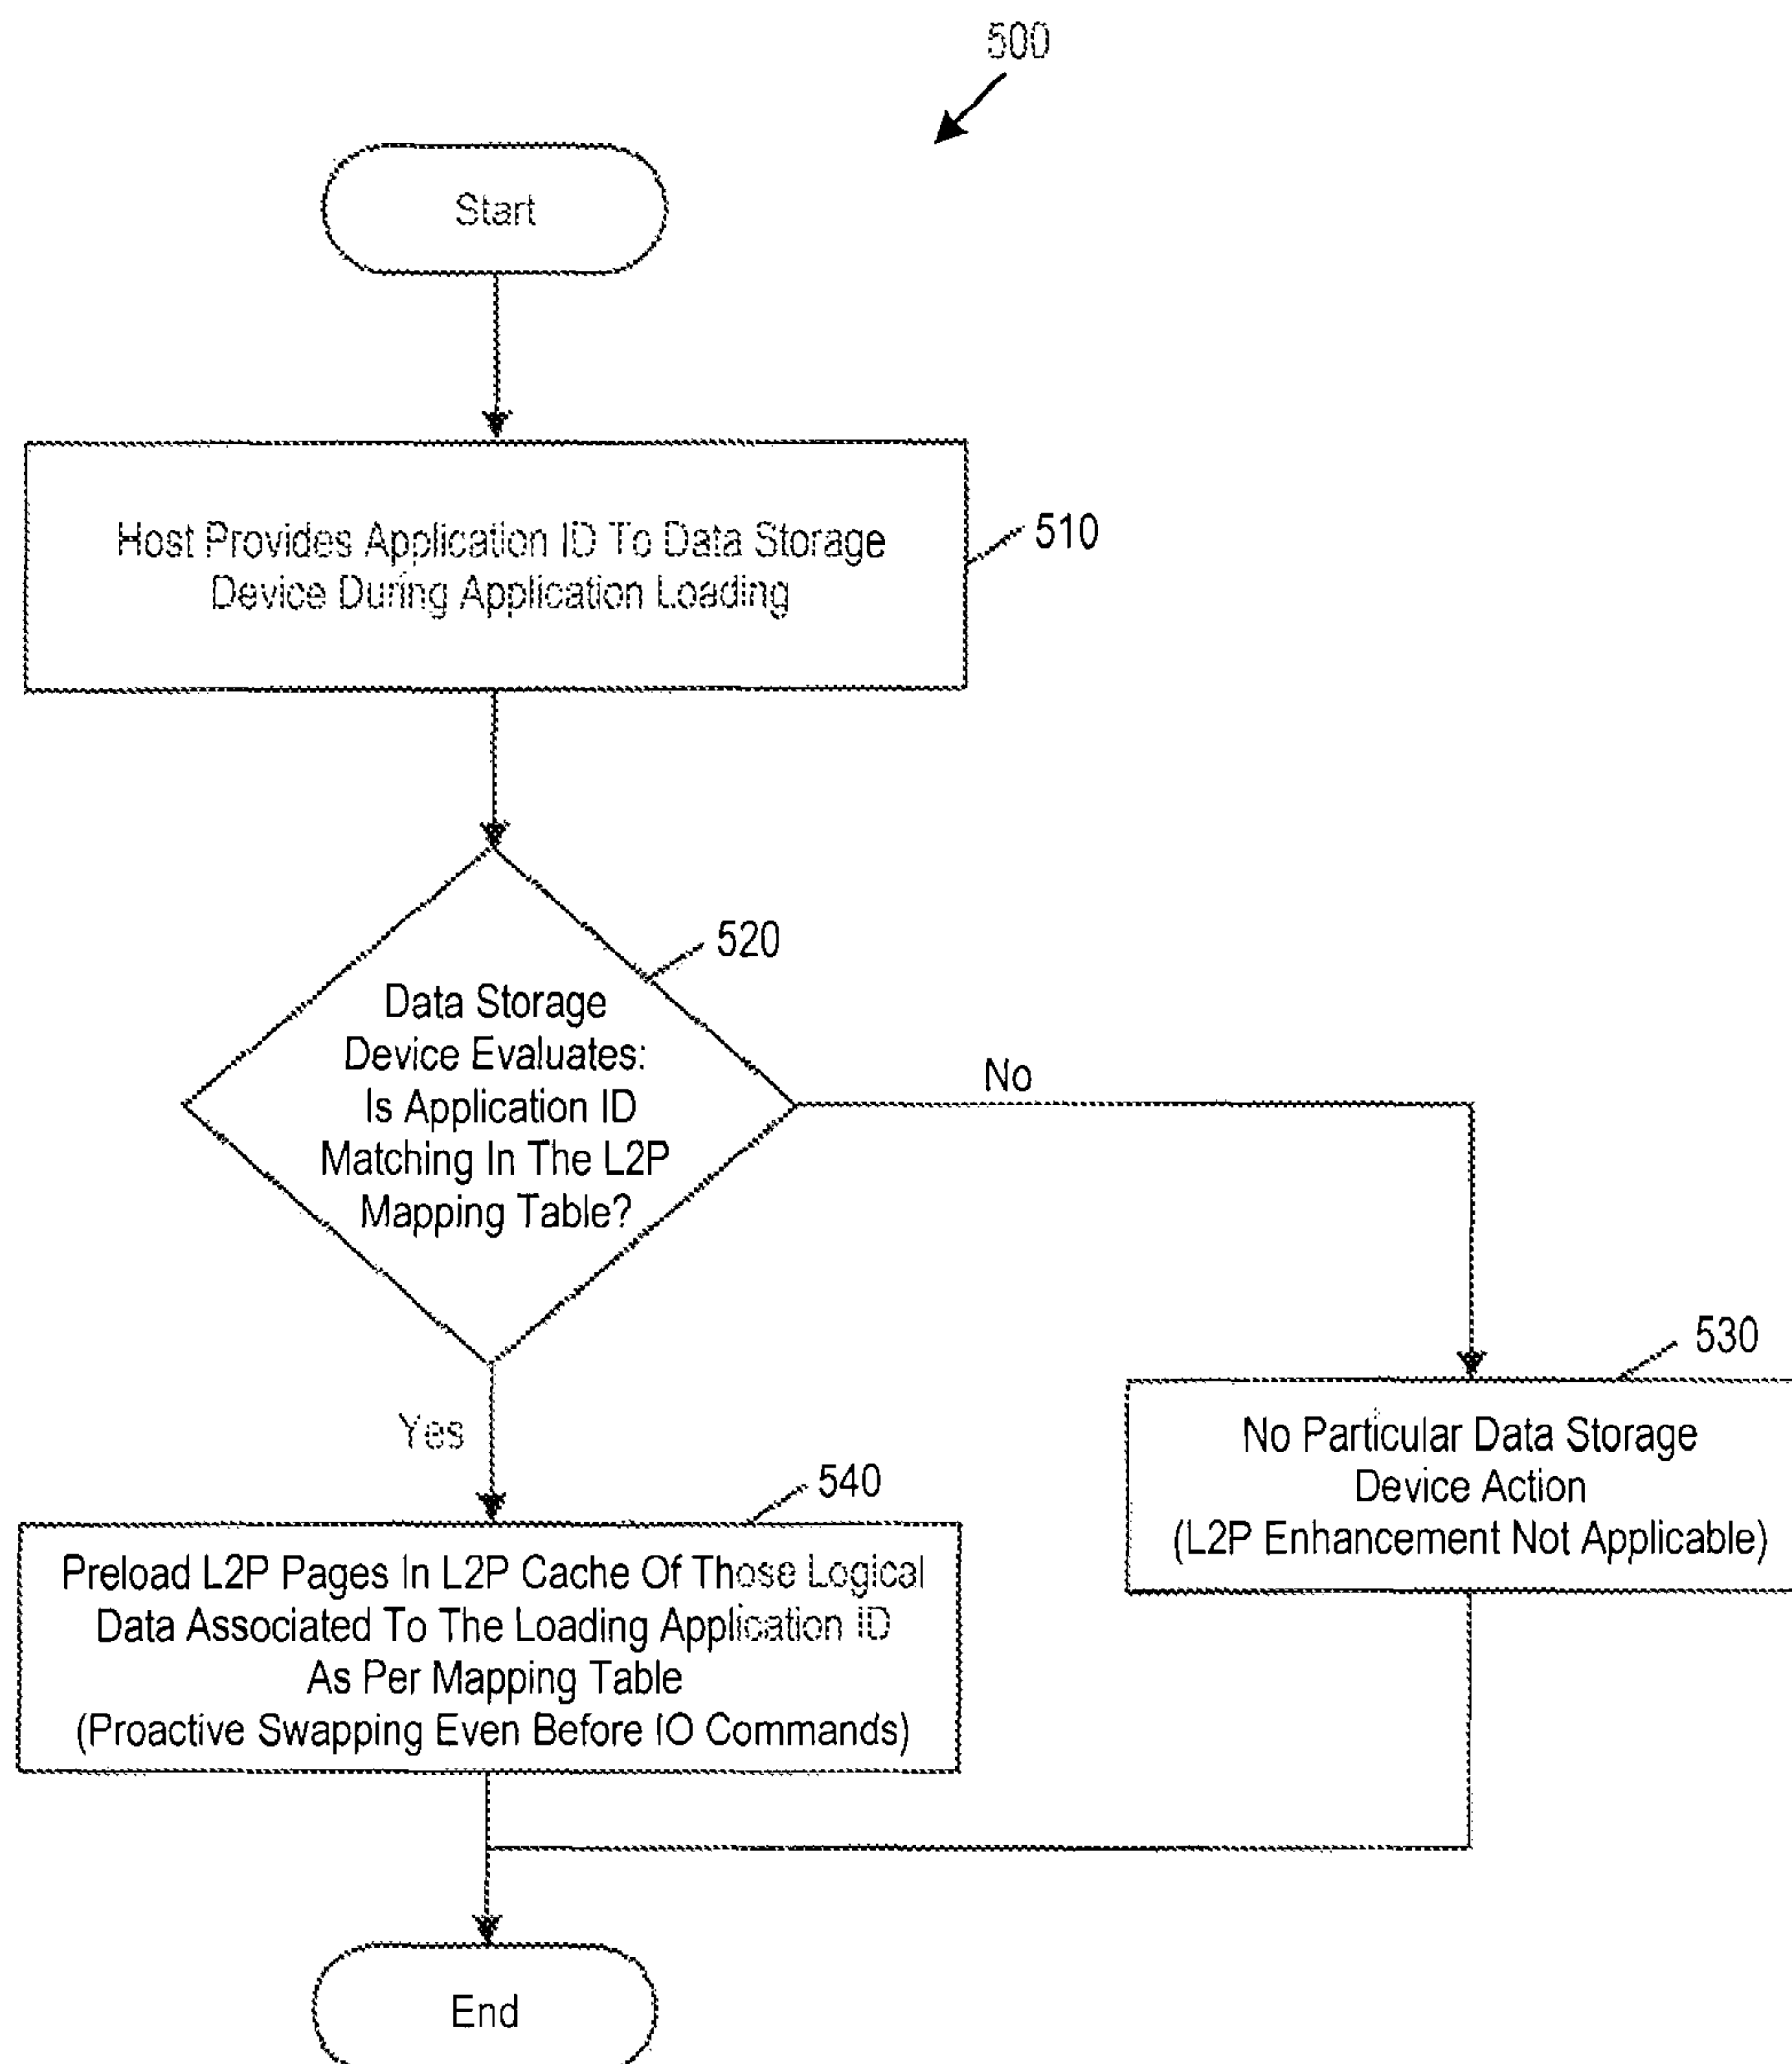 500
Start
Host Provides Application ID To Data Storage
Device During Application Loading
510
520
Data Storage
Device Evaluates:
Is Application ID
Matching In The L2P
Mapping Table?
No
Yes
530
No Particular Data Storage
Device Action
(L2P Enhancement Not Applicable)
540
Preload L2P Pages In L2P Cache Of Those Logical
Data Associated To The Loading Application ID
As Per Mapping Table
(Proactive Swapping Even Before IO Commands)
End